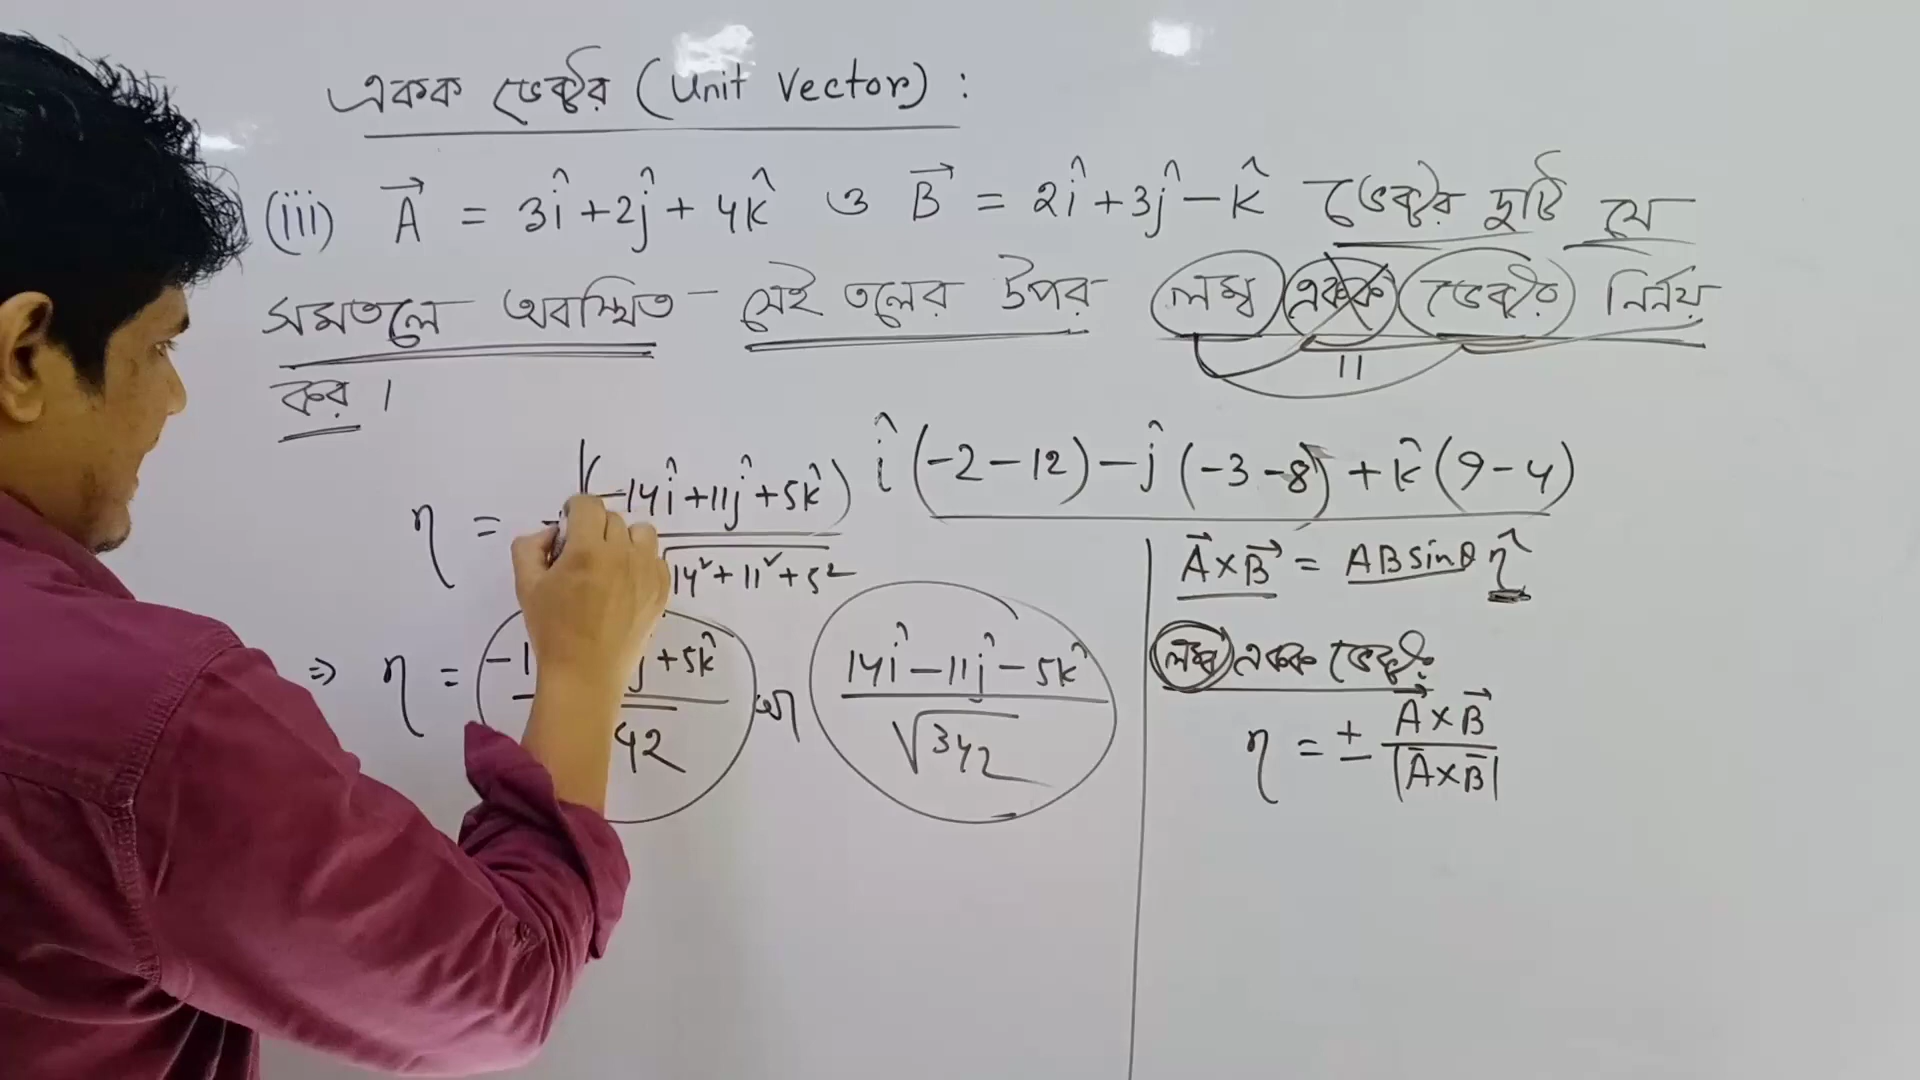 একক ভেক্টর (Unit Vector) :
(iii) A⃗ = 3î+2ĵ+4k̂ ও B⃗ = 2î+3ĵ-k̂ ভেক্টর দুটি যে
সমতলে অবস্থিত সেই তলের উপর লম্ব একক ভেক্টর নির্নয়
কর।
î(-2-12)-ĵ(-3-8)+k̂(9-4)
η = (-14î+11ĵ+5k̂)
√14²+11²+5²
⇒ η = -1 j +5k̂ / 42 বা 14î-11ĵ-5k̂ / √342
A⃗×B⃗ = AB sinθ η̂
লম্ব একক ভেক্টর
η = ± A⃗×B⃗ / |A⃗×B⃗|